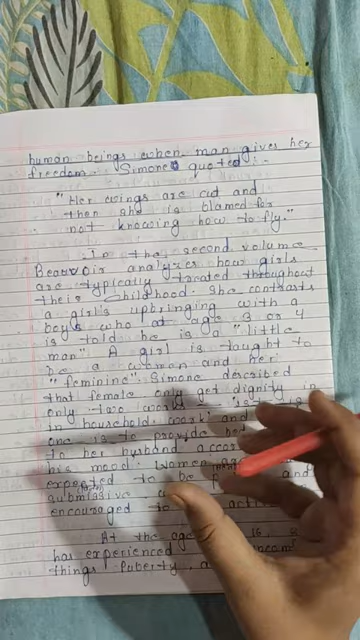 human beings when man gives her
freedom. Simone quoted :-
"Her wings are cut and
then she is blamed for
not knowing how to fly."
In the second volume
Beauvoir analyzes how girls
are typically treated throughout
their childhood. She contrasts
a girl's upbringing with a
boy's who at age 3 or 4
is told he is a "little
man" A girl is taught to
be a woman and her
"feminine" Simone described
that female only get dignity in
only two works
in household work and
one is to provide
to her husband
his mood. Women
expected to be and
submissive
encouraged to
At the age
has experienced
things Puberty, a